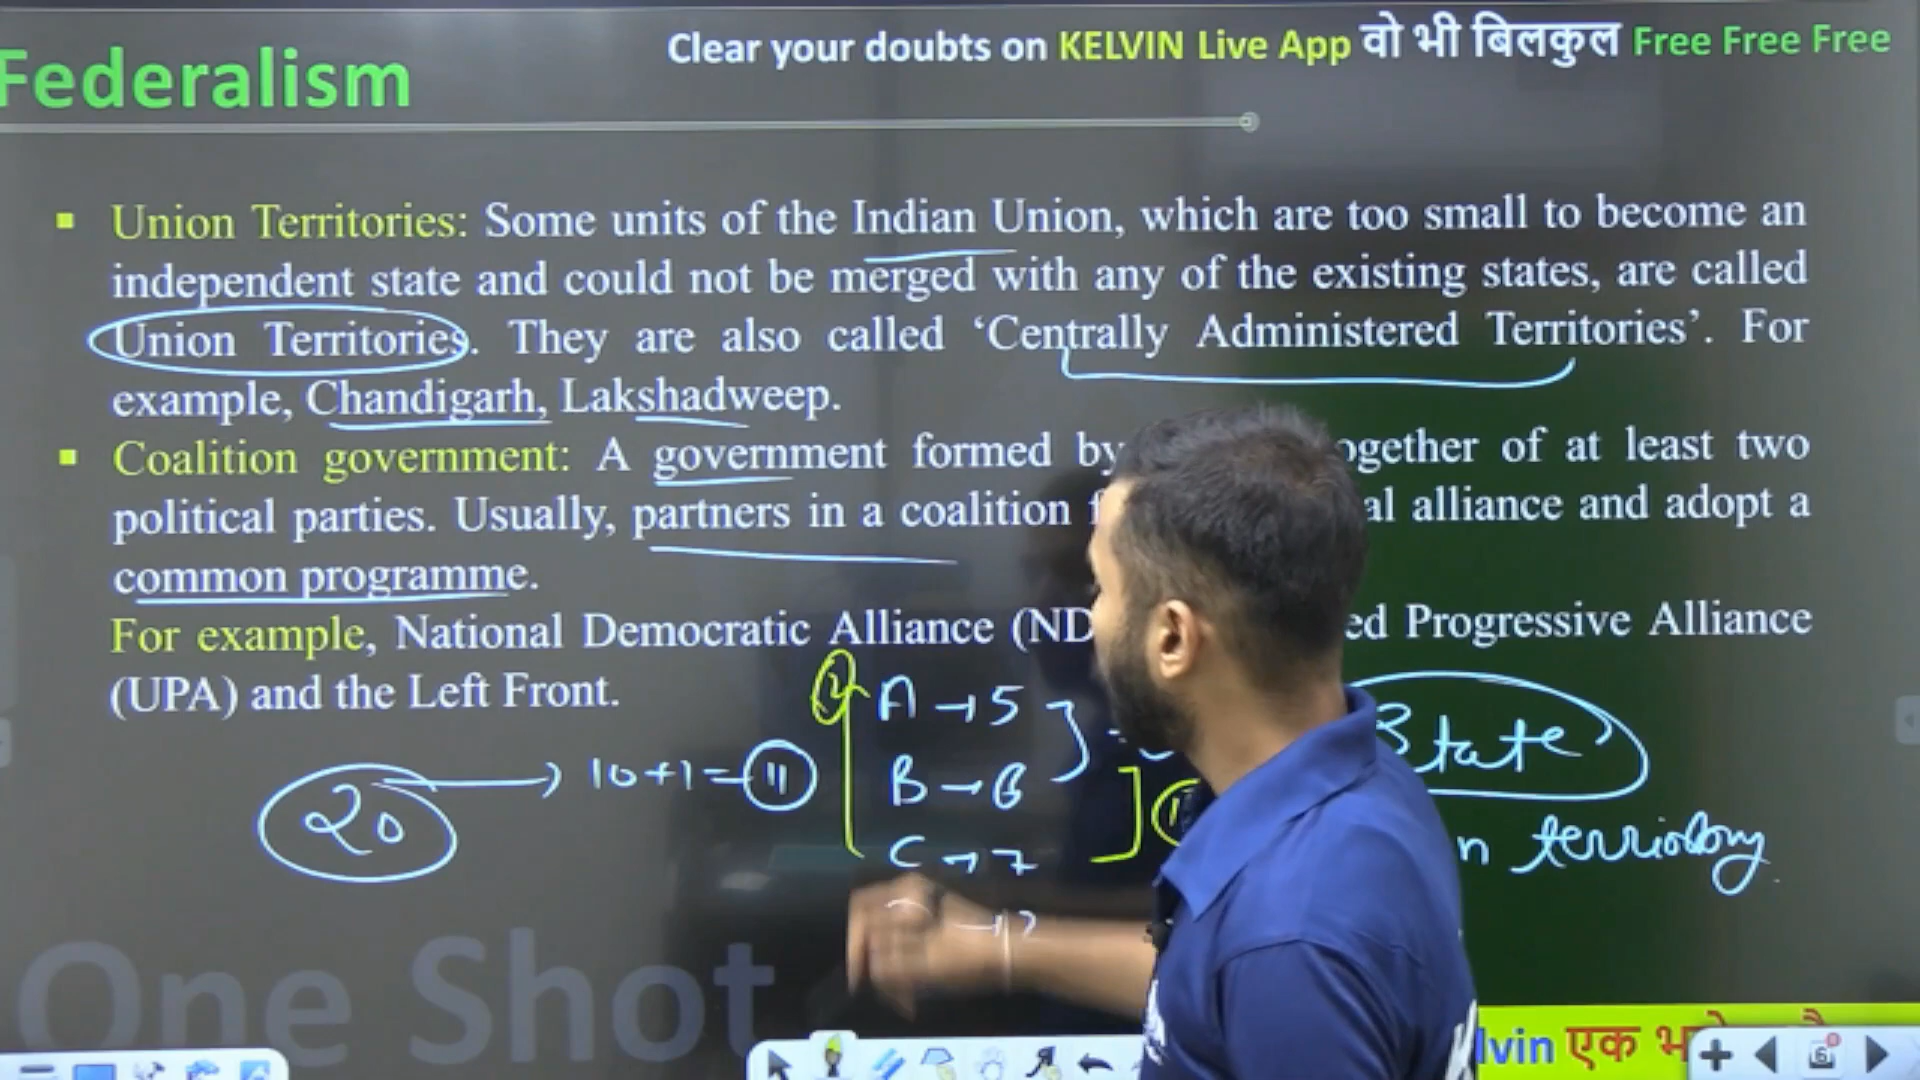 Federalism
Clear your doubts on KELVIN Live App वो भी बिलकुल Free Free Free
Union Territories: Some units of the Indian Union, which are too small to become an
independent state and could not be merged with any of the existing states, are called
Union Territories. They are also called ‘Centrally Administered Territories’. For
example, Chandigarh, Lakshadweep.
Coalition government: A government formed by ogether of at least two
political parties. Usually, partners in a coalition f al alliance and adopt a
common programme.
For example, National Democratic Alliance (ND ed Progressive Alliance
(UPA) and the Left Front.
20 → 10+1=11
A → 5
B → 6
C → 7
State
n terriotory
One Shot
lvin एक
6